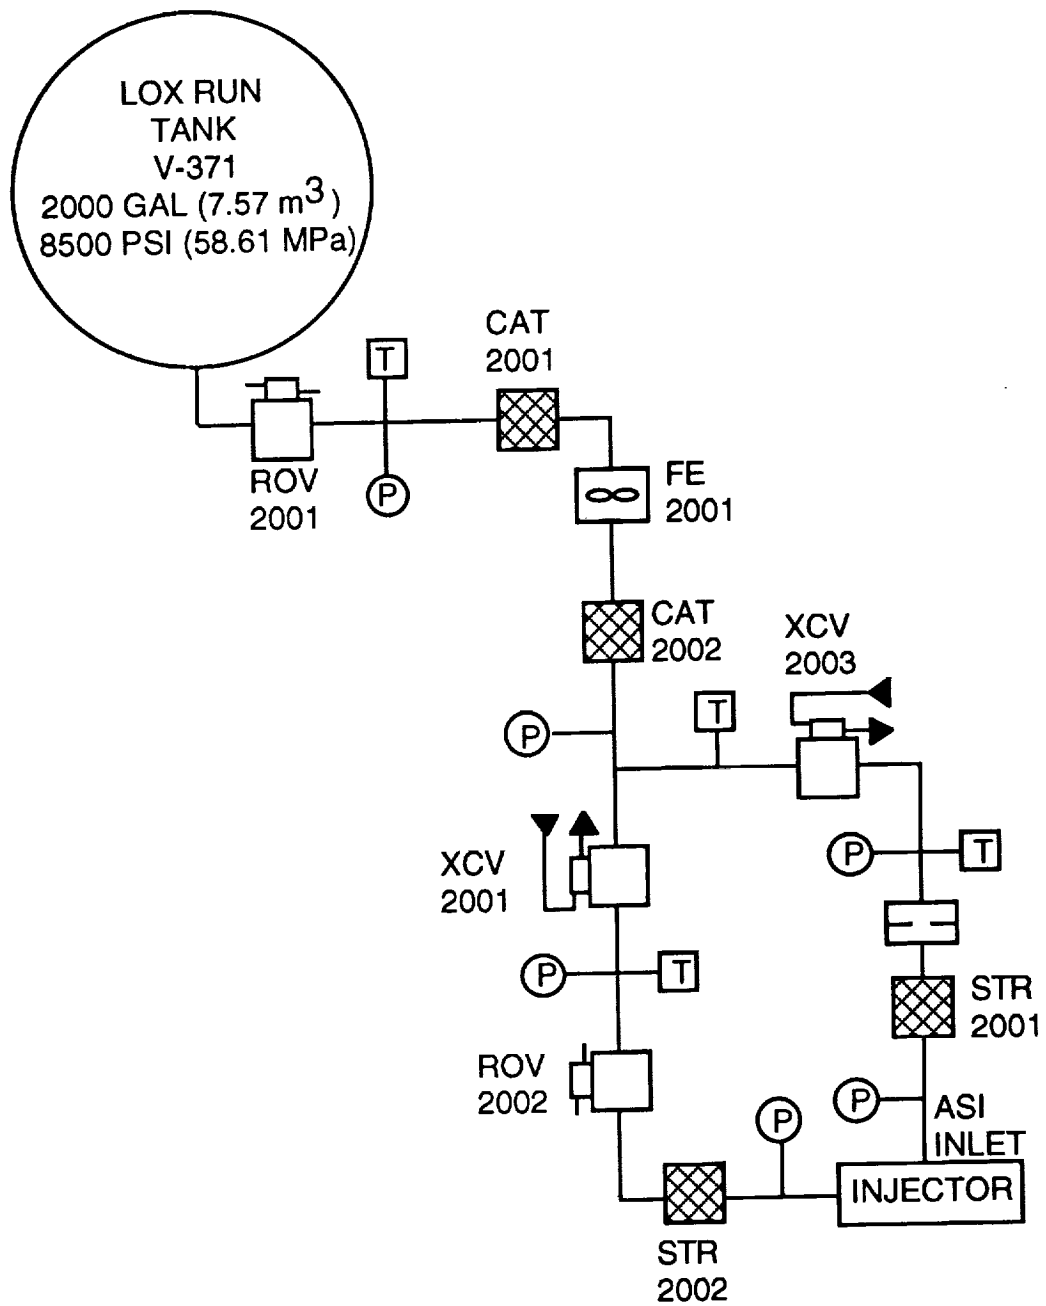 LOX RUN
TANK
V-371
2000 GAL (7.57 m³)
8500 PSI (58.61 MPa)
CAT
2001
T
ROV
2001
P
FE
2001
CAT
2002
XCV
2003
P
T
XCV
2001
P
T
P
T
STR
2001
ROV
2002
P
P
ASI
INLET
INJECTOR
STR
2002